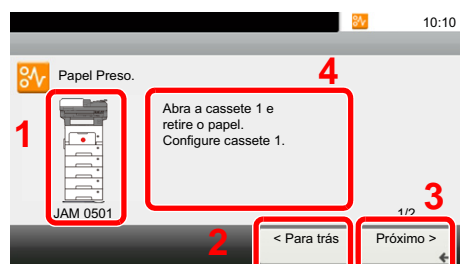 10:10
Papel Preso.
4
1
Abra a cassete 1 e
retire o papel.
Configure cassete 1.
JAM 0501
1/2
3
2
< Para trás
Próximo >